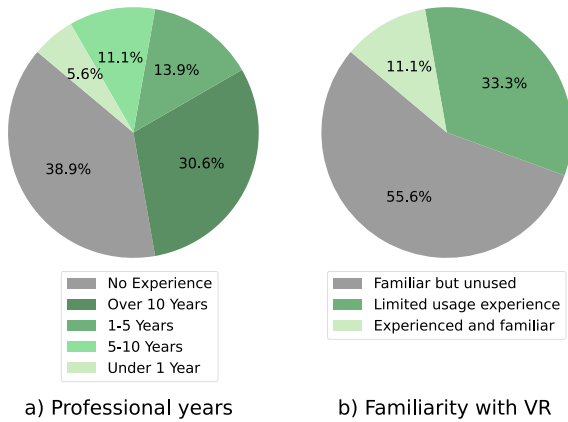 11.1%
13.9%
5.6%
30.6%
38.9%
No Experience
Over 10 Years
1-5 Years
5-10 Years
Under 1 Year
a) Professional years
11.1%
33.3%
55.6%
Familiar but unused
Limited usage experience
Experienced and familiar
b) Familiarity with VR